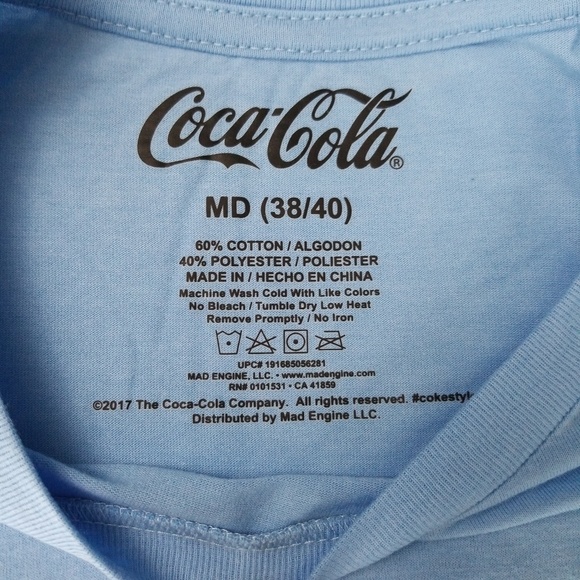 Coca-Cola®
MD (38/40)
60% COTTON / ALGODON
40% POLYESTER / POLIESTER
MADE IN / HECHO EN CHINA
Machine Wash Cold With Like Colors
No Bleach / Tumble Dry Low Heat
Remove Promptly / No Iron
UPC# 191685056281
MAD ENGINE, LLC. • www.madengine.com
RN# 0101531 • CA 41859
©2017 The Coca-Cola Company. All rights reserved. #cokestyle
Distributed by Mad Engine LLC.